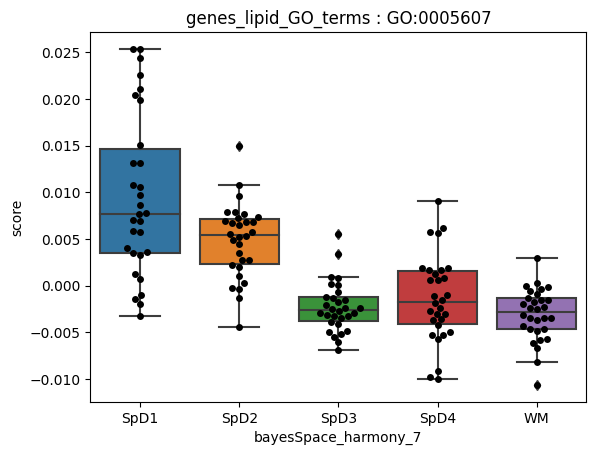 genes_lipid_GO_terms : GO:0005607
0.025
0.020
0.015
0.010
0.005
0.000
−0.005
−0.010
score
SpD1 SpD2 SpD3 SpD4 WM
bayesSpace_harmony_7